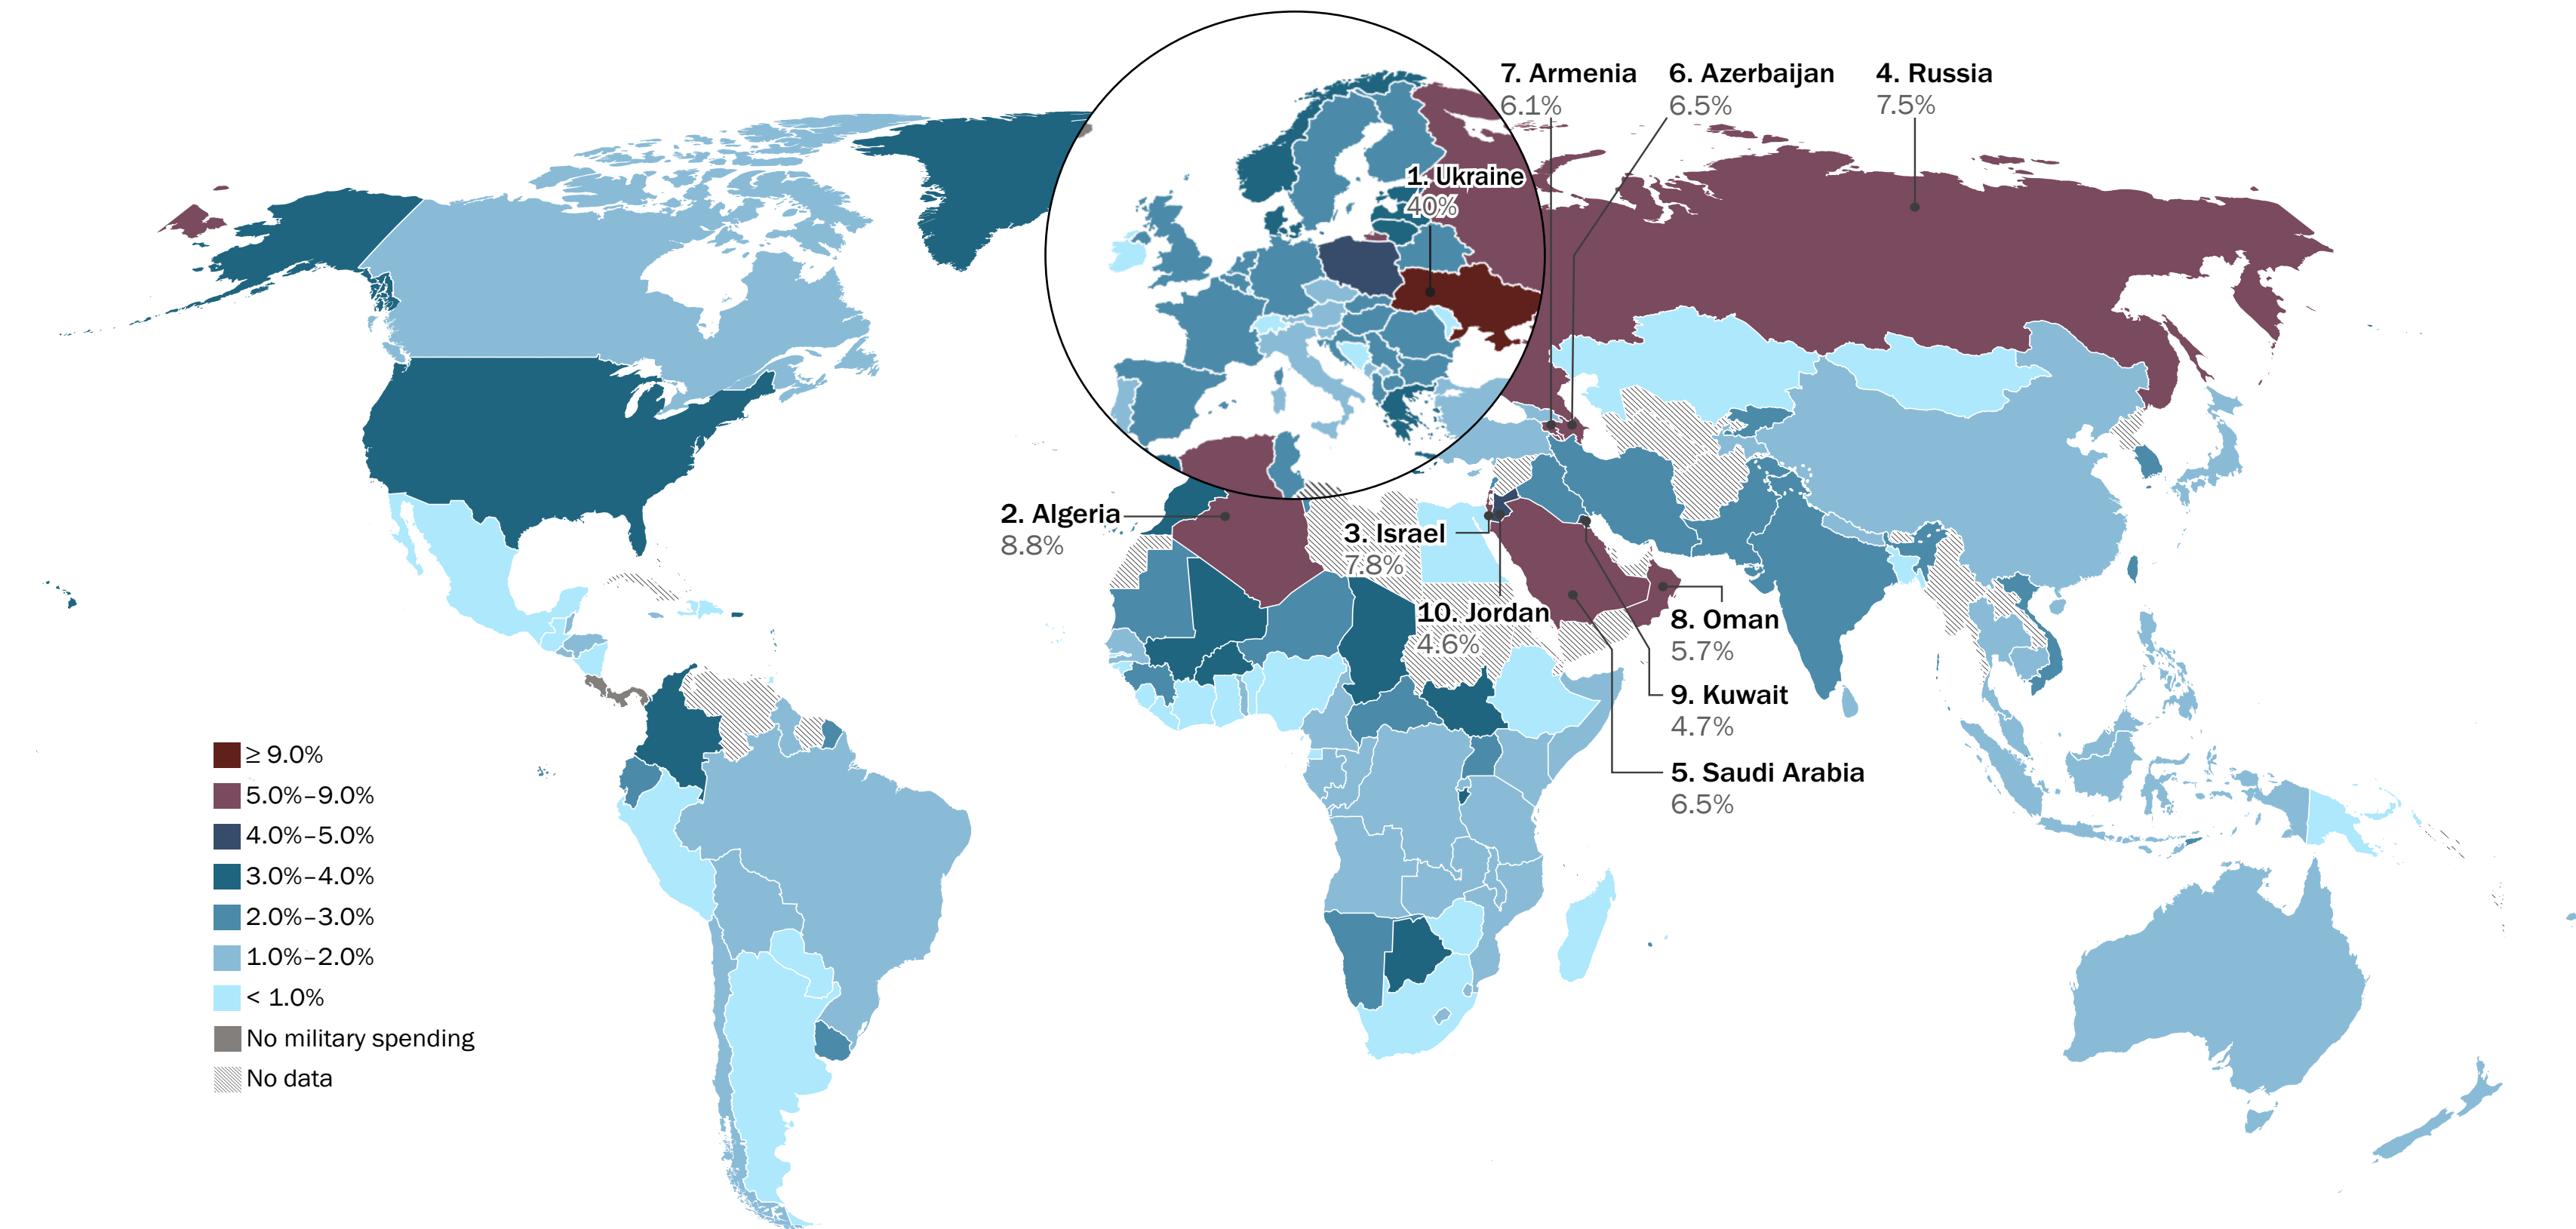 7. Armenia
6.1%
6. Azerbaijan
6.5%
4. Russia
7.5%
1. Ukraine
40%
2. Algeria
8.8%
3. Israel
7.8%
10. Jordan
4.6%
8. Oman
5.7%
9. Kuwait
4.7%
5. Saudi Arabia
6.5%
≥ 9.0%
5.0%–9.0%
4.0%–5.0%
3.0%–4.0%
2.0%–3.0%
1.0%–2.0%
< 1.0%
No military spending
No data